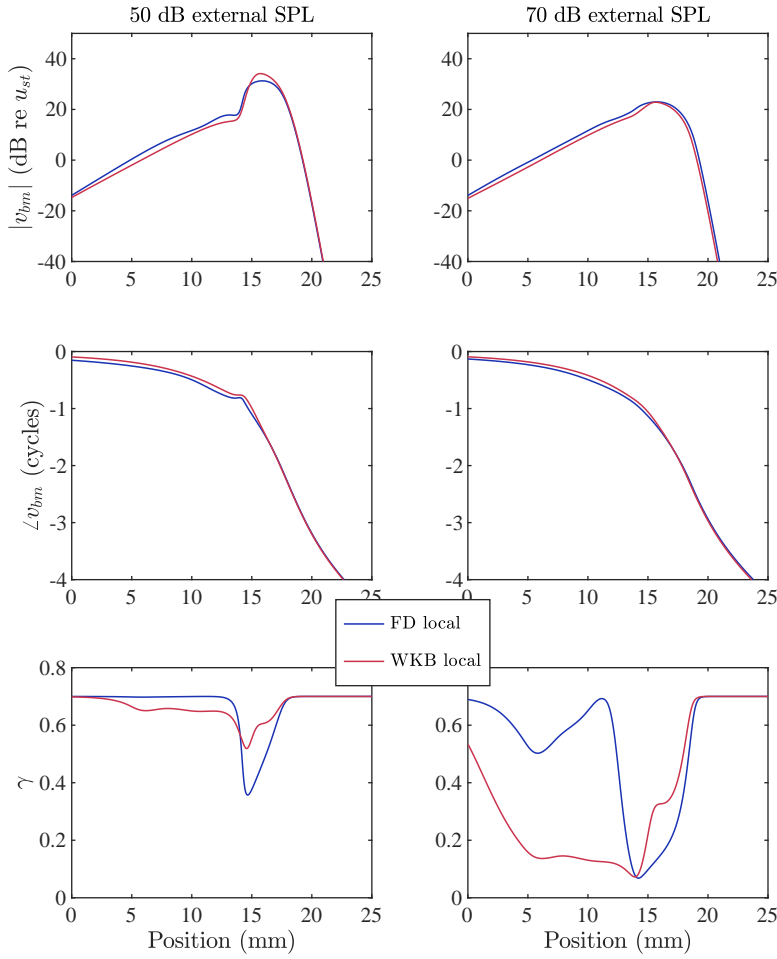 50 dB external SPL
70 dB external SPL
|v_bm| (dB re u_st)
40
20
0
-20
-40
0 5 10 15 20 25
40
20
0
-20
-40
0 5 10 15 20 25
∠v_bm (cycles)
0
-1
-2
-3
-4
0 5 10 15 20 25
0
-1
-2
-3
-4
0 5 10 15 20 25
FD local
WKB local
γ
0.8
0.6
0.4
0.2
0
0 5 10 15 20 25
Position (mm)
0.6
0.4
0.2
0
0 5 10 15 20 25
Position (mm)